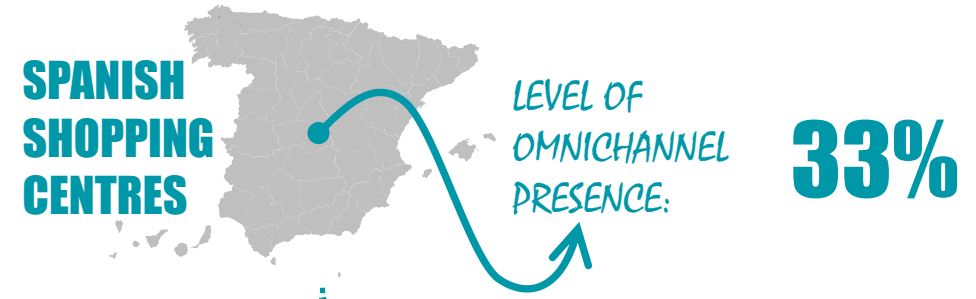 SPANISH
SHOPPING
CENTRES
LEVEL OF
OMNICHANNEL
PRESENCE:
33%